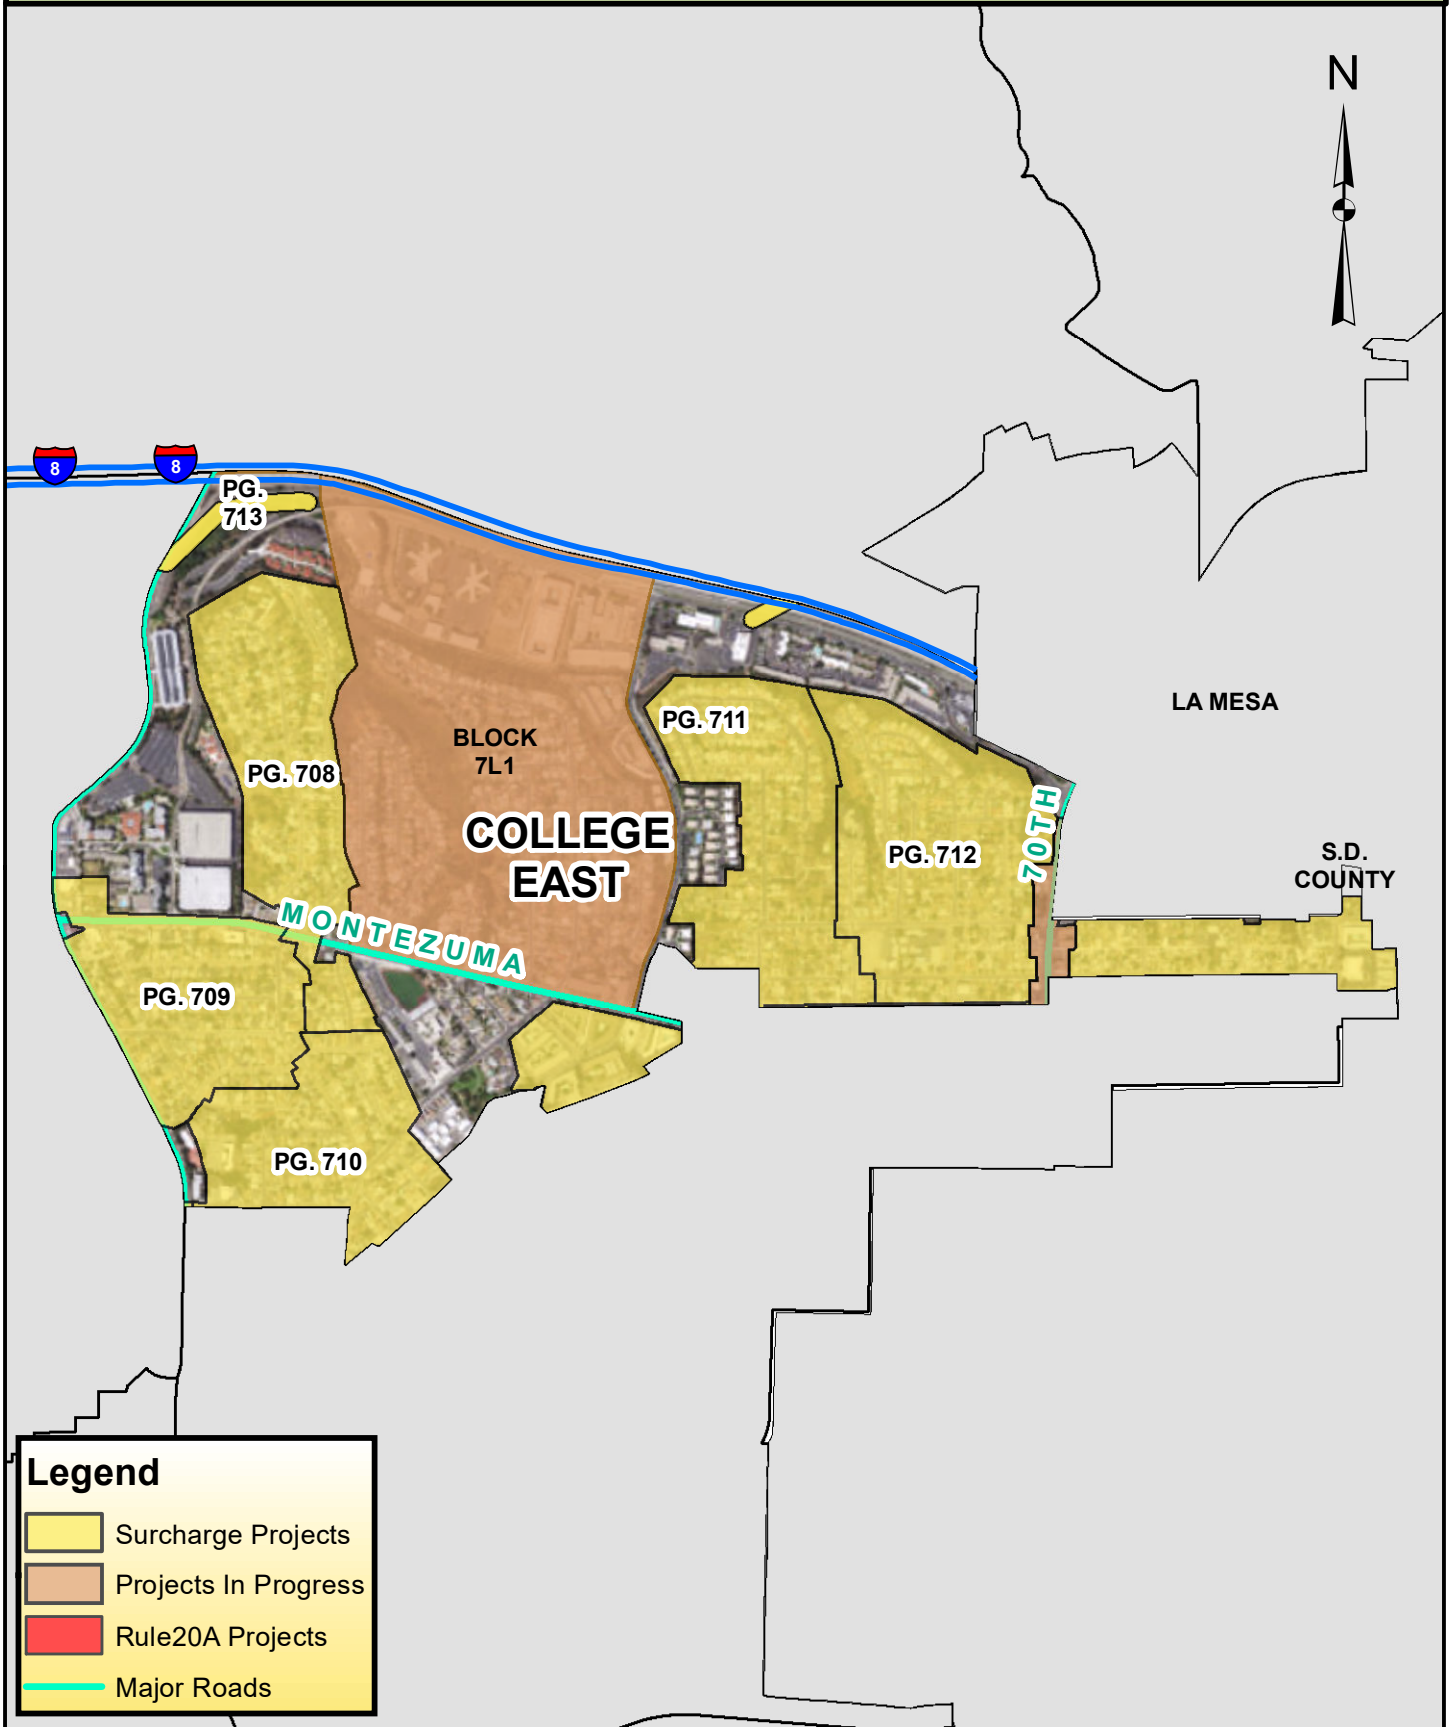 N
8
8
PG.
713
LA MESA
PG. 711
BLOCK
7L1
PG. 708
COLLEGE
EAST
70TH
PG. 712
S.D.
COUNTY
MONTEZUMA
PG. 709
PG. 710
Legend
Surcharge Projects
Projects In Progress
Rule20A Projects
Major Roads